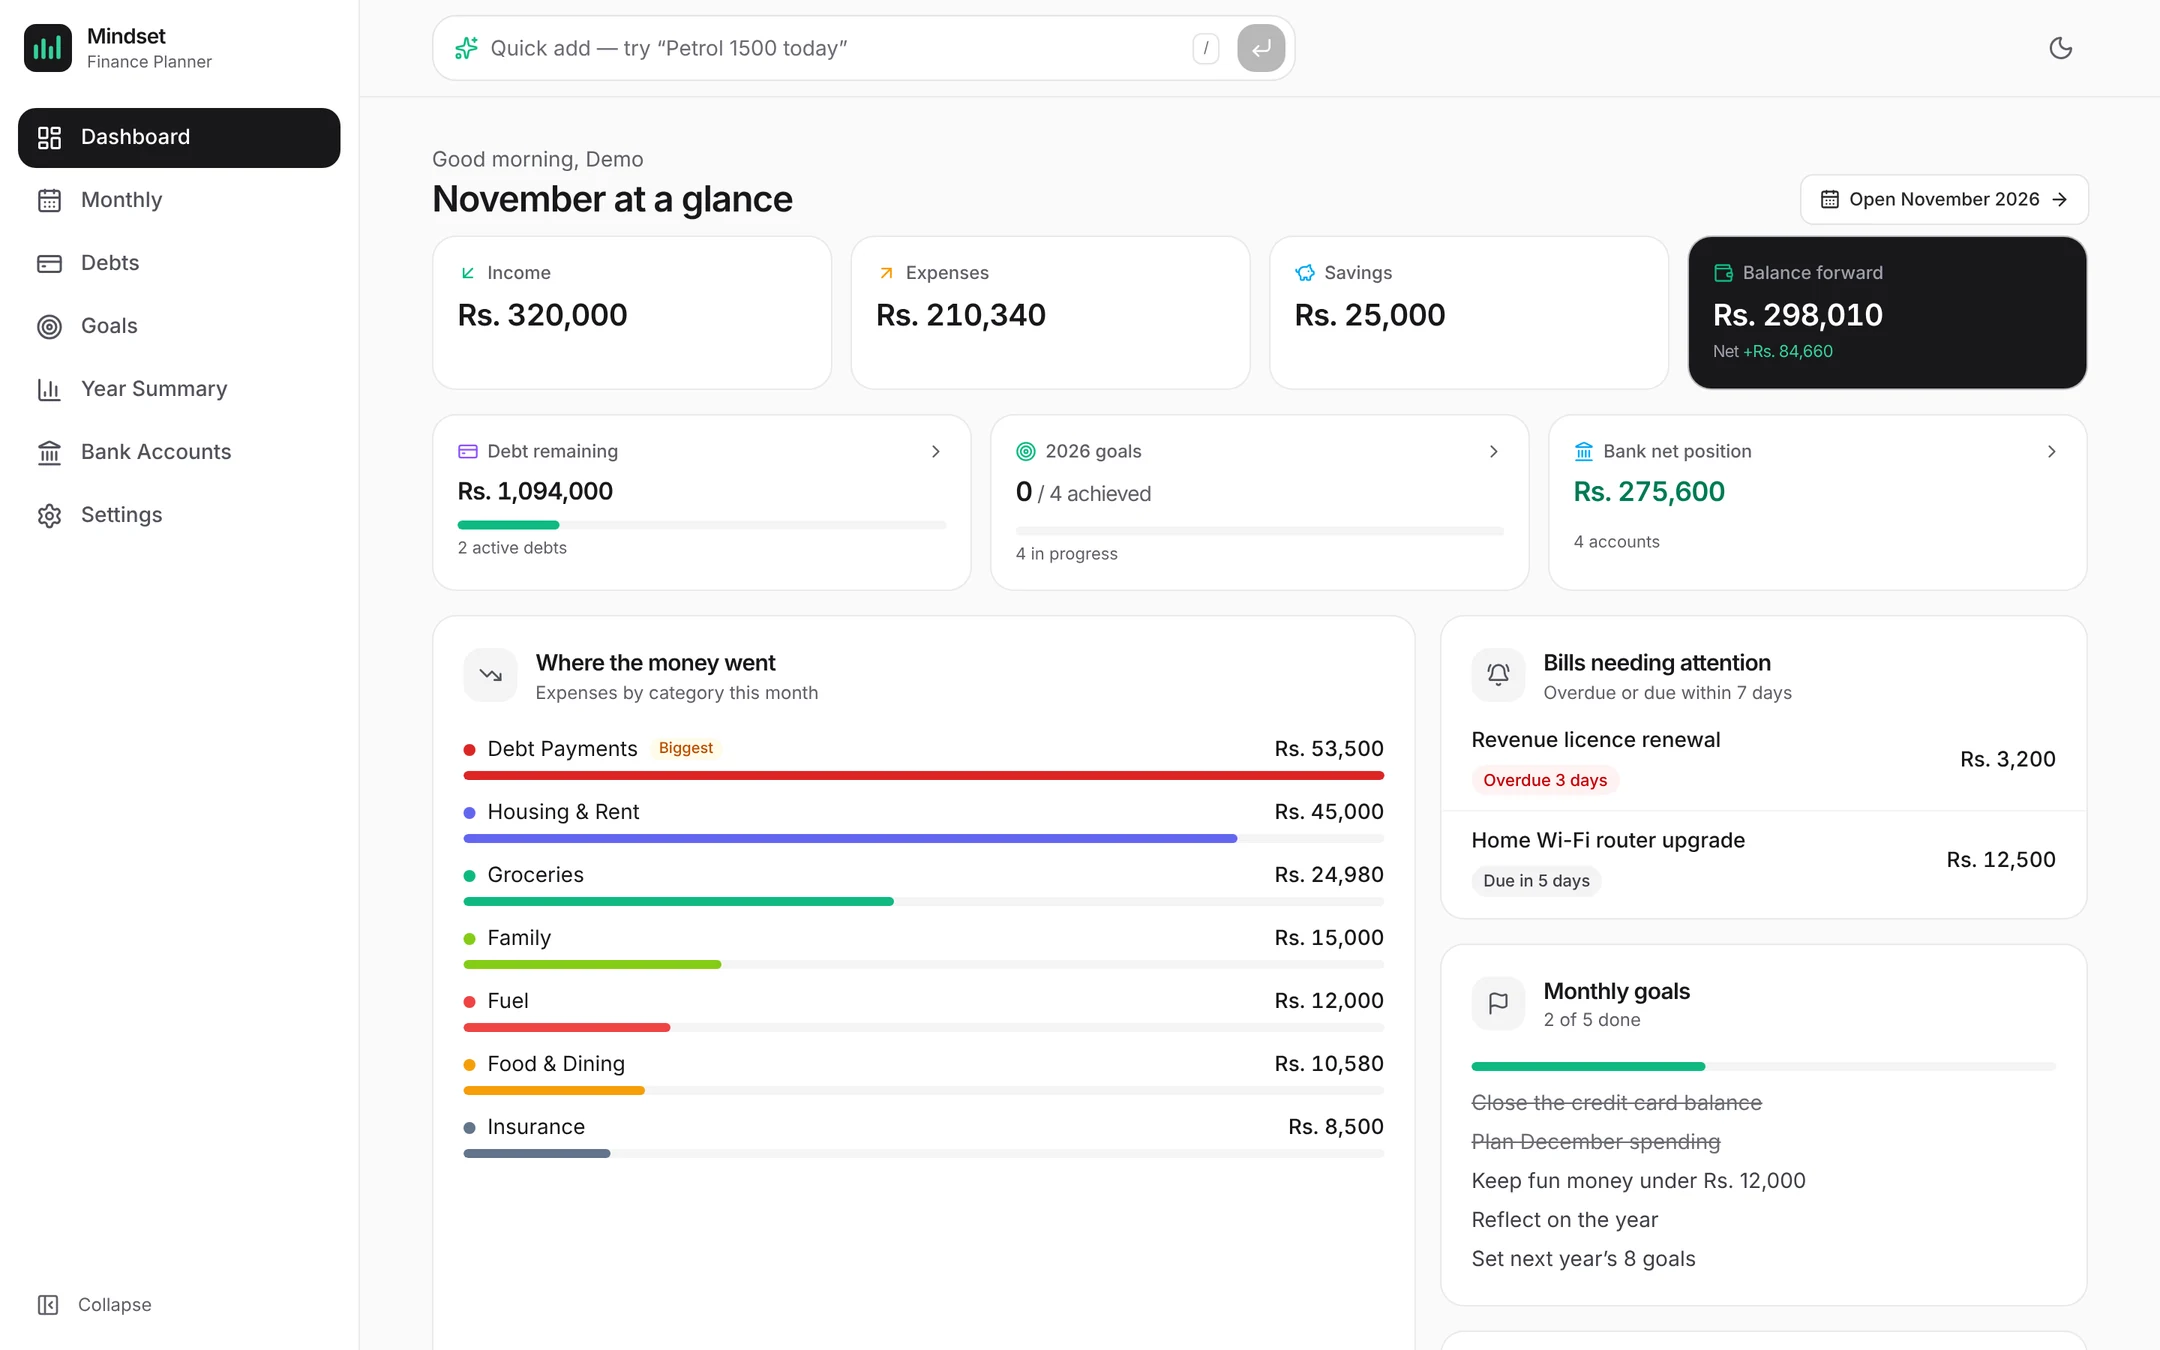 Mindset
Finance Planner
Dashboard
Monthly
Debts
Goals
Year Summary
Bank Accounts
Settings
Collapse
Quick add — try “Petrol 1500 today”
/
Good morning, Demo
November at a glance
Open November 2026
Income
Rs. 320,000
Expenses
Rs. 210,340
Savings
Rs. 25,000
Balance forward
Rs. 298,010
Net +Rs. 84,660
Debt remaining
Rs. 1,094,000
2 active debts
2026 goals
0 / 4 achieved
4 in progress
Bank net position
Rs. 275,600
4 accounts
Where the money went
Expenses by category this month
Debt Payments Biggest Rs. 53,500
Housing & Rent Rs. 45,000
Groceries Rs. 24,980
Family Rs. 15,000
Fuel Rs. 12,000
Food & Dining Rs. 10,580
Insurance Rs. 8,500
Bills needing attention
Overdue or due within 7 days
Revenue licence renewal
Rs. 3,200
Overdue 3 days
Home Wi-Fi router upgrade
Rs. 12,500
Due in 5 days
Monthly goals
2 of 5 done
Close the credit card balance
Plan December spending
Keep fun money under Rs. 12,000
Reflect on the year
Set next year’s 8 goals